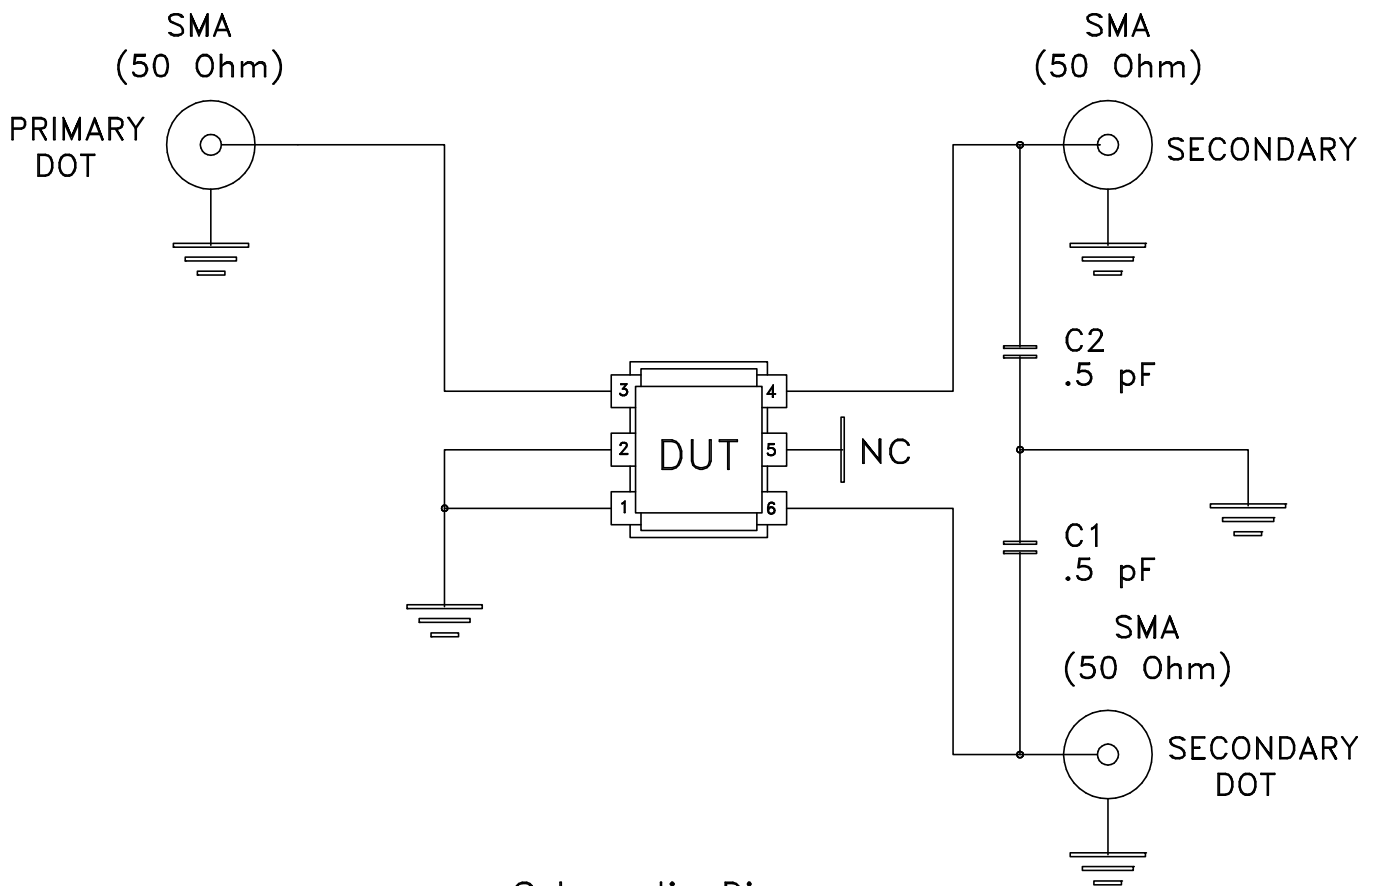 SMA
(50 Ohm)
PRIMARY
DOT
SMA
(50 Ohm)
SECONDARY
C2
.5 pF
3
4
2
DUT
5
NC
1
6
C1
.5 pF
SMA
(50 Ohm)
SECONDARY
DOT